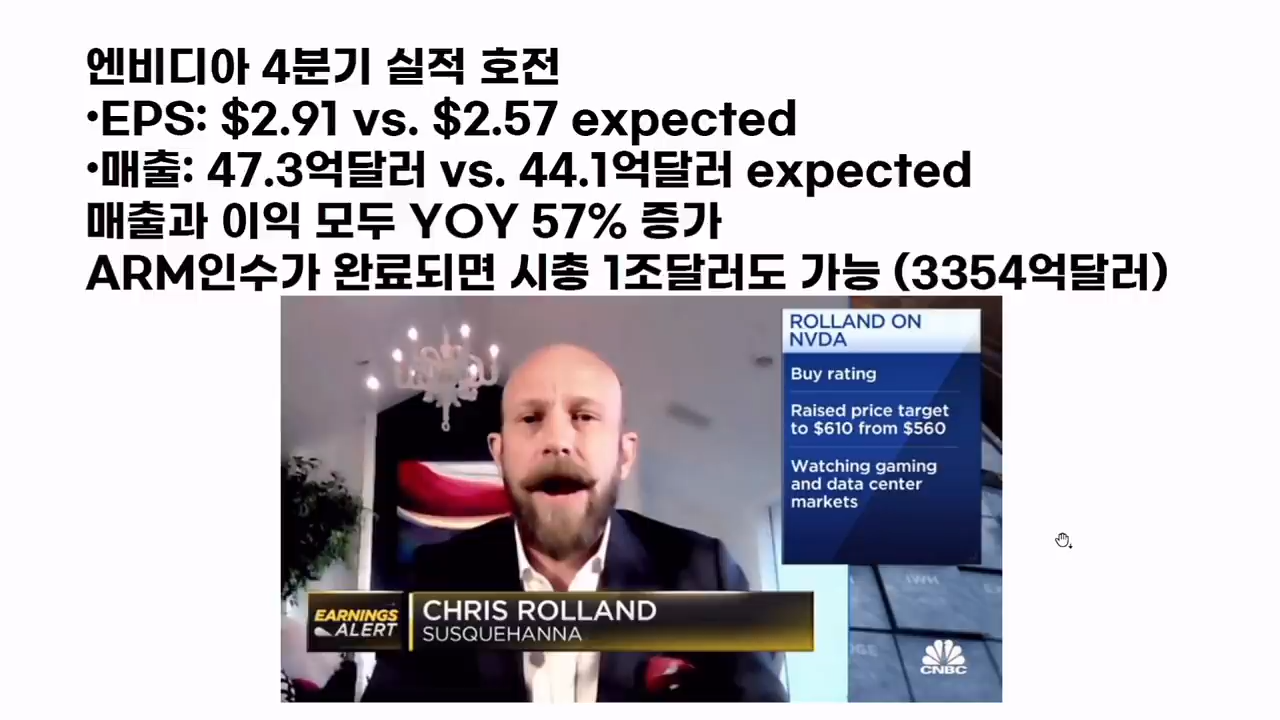 엔비디아 4분기 실적 호전
•EPS: $2.91 vs. $2.57 expected
•매출: 47.3억달러 vs. 44.1억달러 expected
매출과 이익 모두 YOY 57% 증가
ARM인수가 완료되면 시총 1조달러도 가능 (3354억달러)
ROLLAND ON
NVDA
Buy rating
Raised price target
to $610 from $560
Watching gaming
and data center
markets
EARNINGS
ALERT
CHRIS ROLLAND
SUSQUEHANNA
CNBC